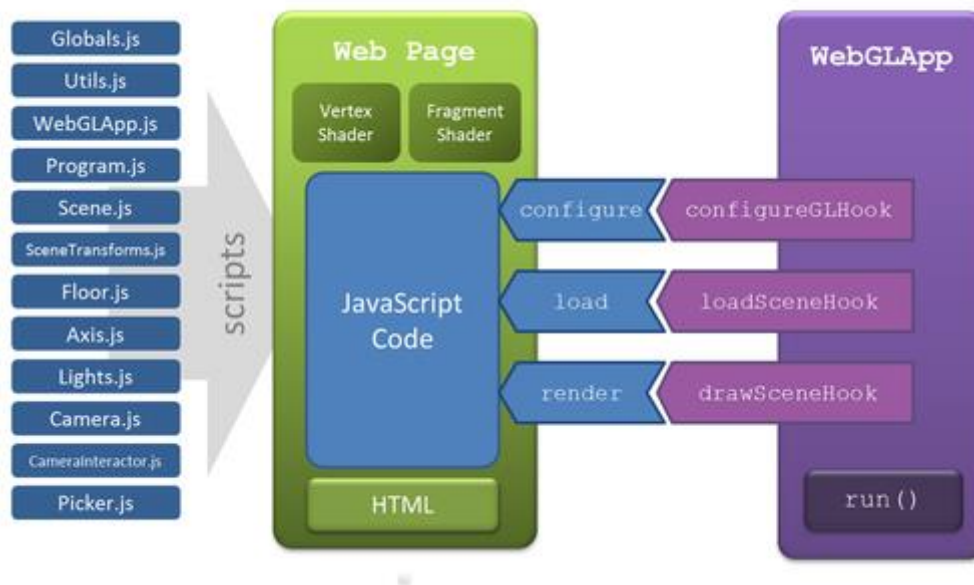 Globals.js
Utils.js
WebGLApp.js
Program.js
Scene.js
SceneTransforms.js
Floor.js
Axis.js
Lights.js
Camera.js
CameraInteractor.js
Picker.js
scripts
Web Page
Vertex
Shader
Fragment
Shader
JavaScript
Code
HTML
configure
load
render
WebGLApp
configureGLHook
loadSceneHook
drawSceneHook
run()